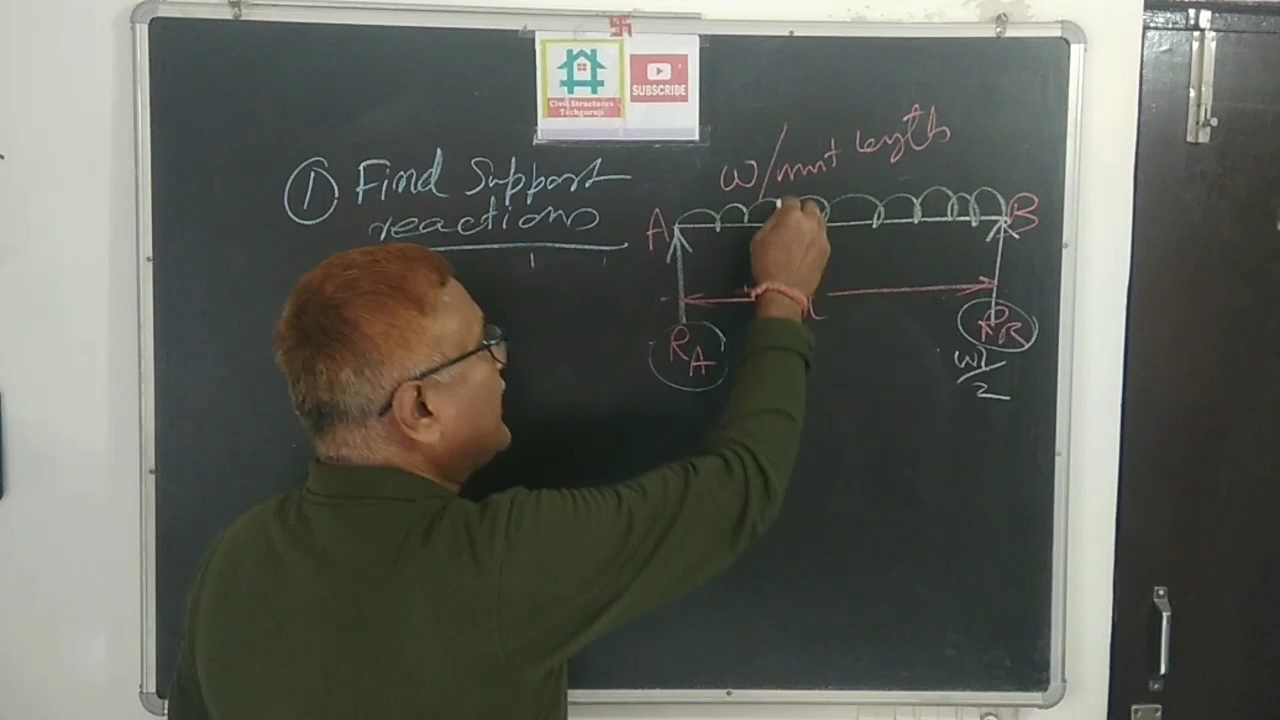 Civil Structures
Techguruji
SUBSCRIBE
① Find Support
reactions
w/unit length
A
B
l
RA
RB
wl/2